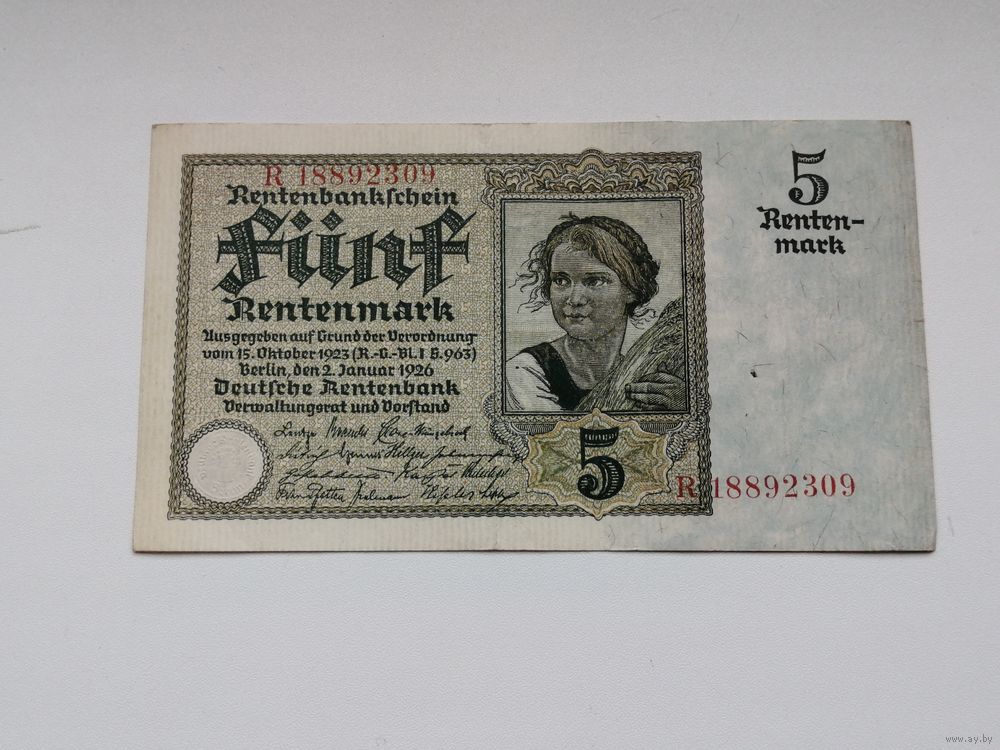 R 18892309
Rentenbankschein
Fünf
Rentenmark
Ausgegeben auf Grund der Verordnung
vom 15. Oktober 1923 (R.-G.-Bl. I S. 963)
Berlin, den 2. Januar 1926
Deutsche Rentenbank
Verwaltungsrat und Vorstand
5
5
Renten-
mark
R 18892309
www.ay.by